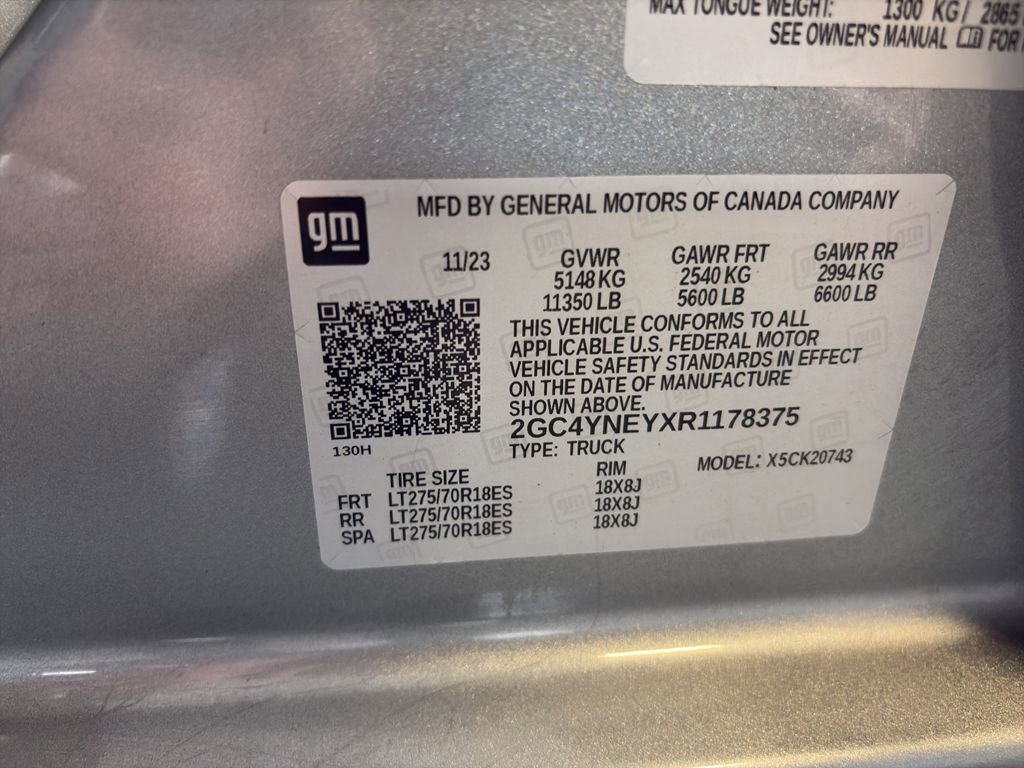 MAX TONGUE WEIGHT: 1300 KG / 2865
SEE OWNER'S MANUAL FOR
gm
MFD BY GENERAL MOTORS OF CANADA COMPANY
11/23 GVWR GAWR FRT GAWR RR
5148 KG 2540 KG 2994 KG
11350 LB 5600 LB 6600 LB
THIS VEHICLE CONFORMS TO ALL
APPLICABLE U.S. FEDERAL MOTOR
VEHICLE SAFETY STANDARDS IN EFFECT
ON THE DATE OF MANUFACTURE
SHOWN ABOVE.
2GC4YNEYXR1178375
130H
TYPE: TRUCK MODEL: X5CK20743
TIRE SIZE RIM
FRT LT275/70R18ES 18X8J
RR LT275/70R18ES 18X8J
SPA LT275/70R18ES 18X8J